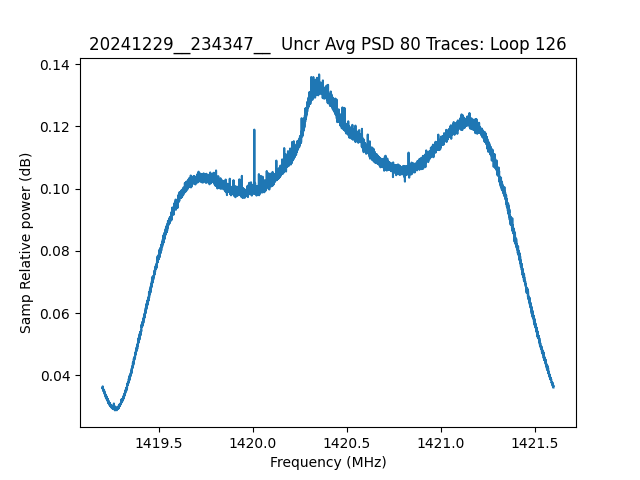 20241229__234347__ Uncr Avg PSD 80 Traces: Loop 126
0.14
0.12
0.10
0.08
0.06
0.04
Samp Relative power (dB)
1419.5 1420.0 1420.5 1421.0 1421.5
Frequency (MHz)